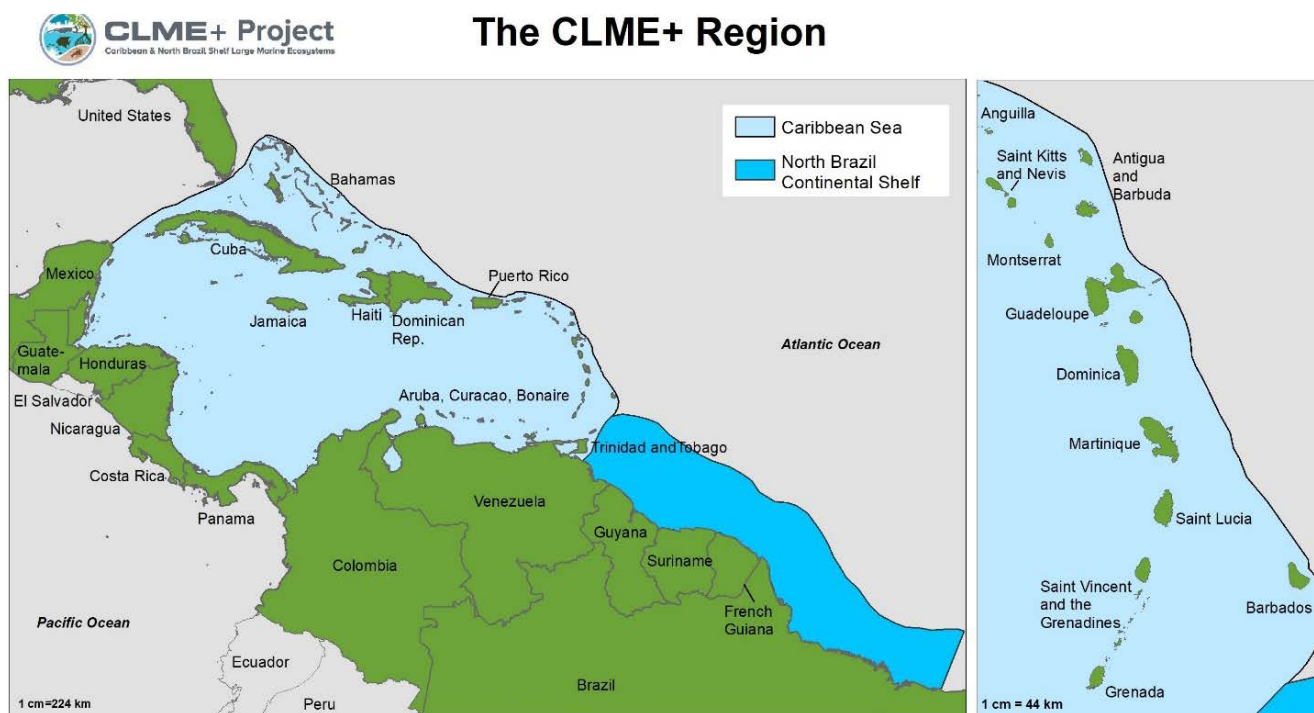 CLME+ Project
Caribbean & North Brazil Shelf Large Marine Ecosystems
The CLME+ Region
United States
Bahamas
Cuba
Mexico
Jamaica
Haiti
Dominican
Rep.
Puerto Rico
Guate-
mala
Honduras
El Salvador
Nicaragua
Costa Rica
Panama
Aruba, Curacao, Bonaire
Trinidad and Tobago
Venezuela
Colombia
Guyana
Suriname
French
Guiana
Ecuador
Peru
Brazil
Atlantic Ocean
Pacific Ocean
1 cm=224 km
Caribbean Sea
North Brazil
Continental Shelf
Anguilla
Saint Kitts
and Nevis
Antigua
and
Barbuda
Montserrat
Guadeloupe
Dominica
Martinique
Saint Lucia
Saint Vincent
and the
Grenadines
Barbados
Grenada
1 cm = 44 km